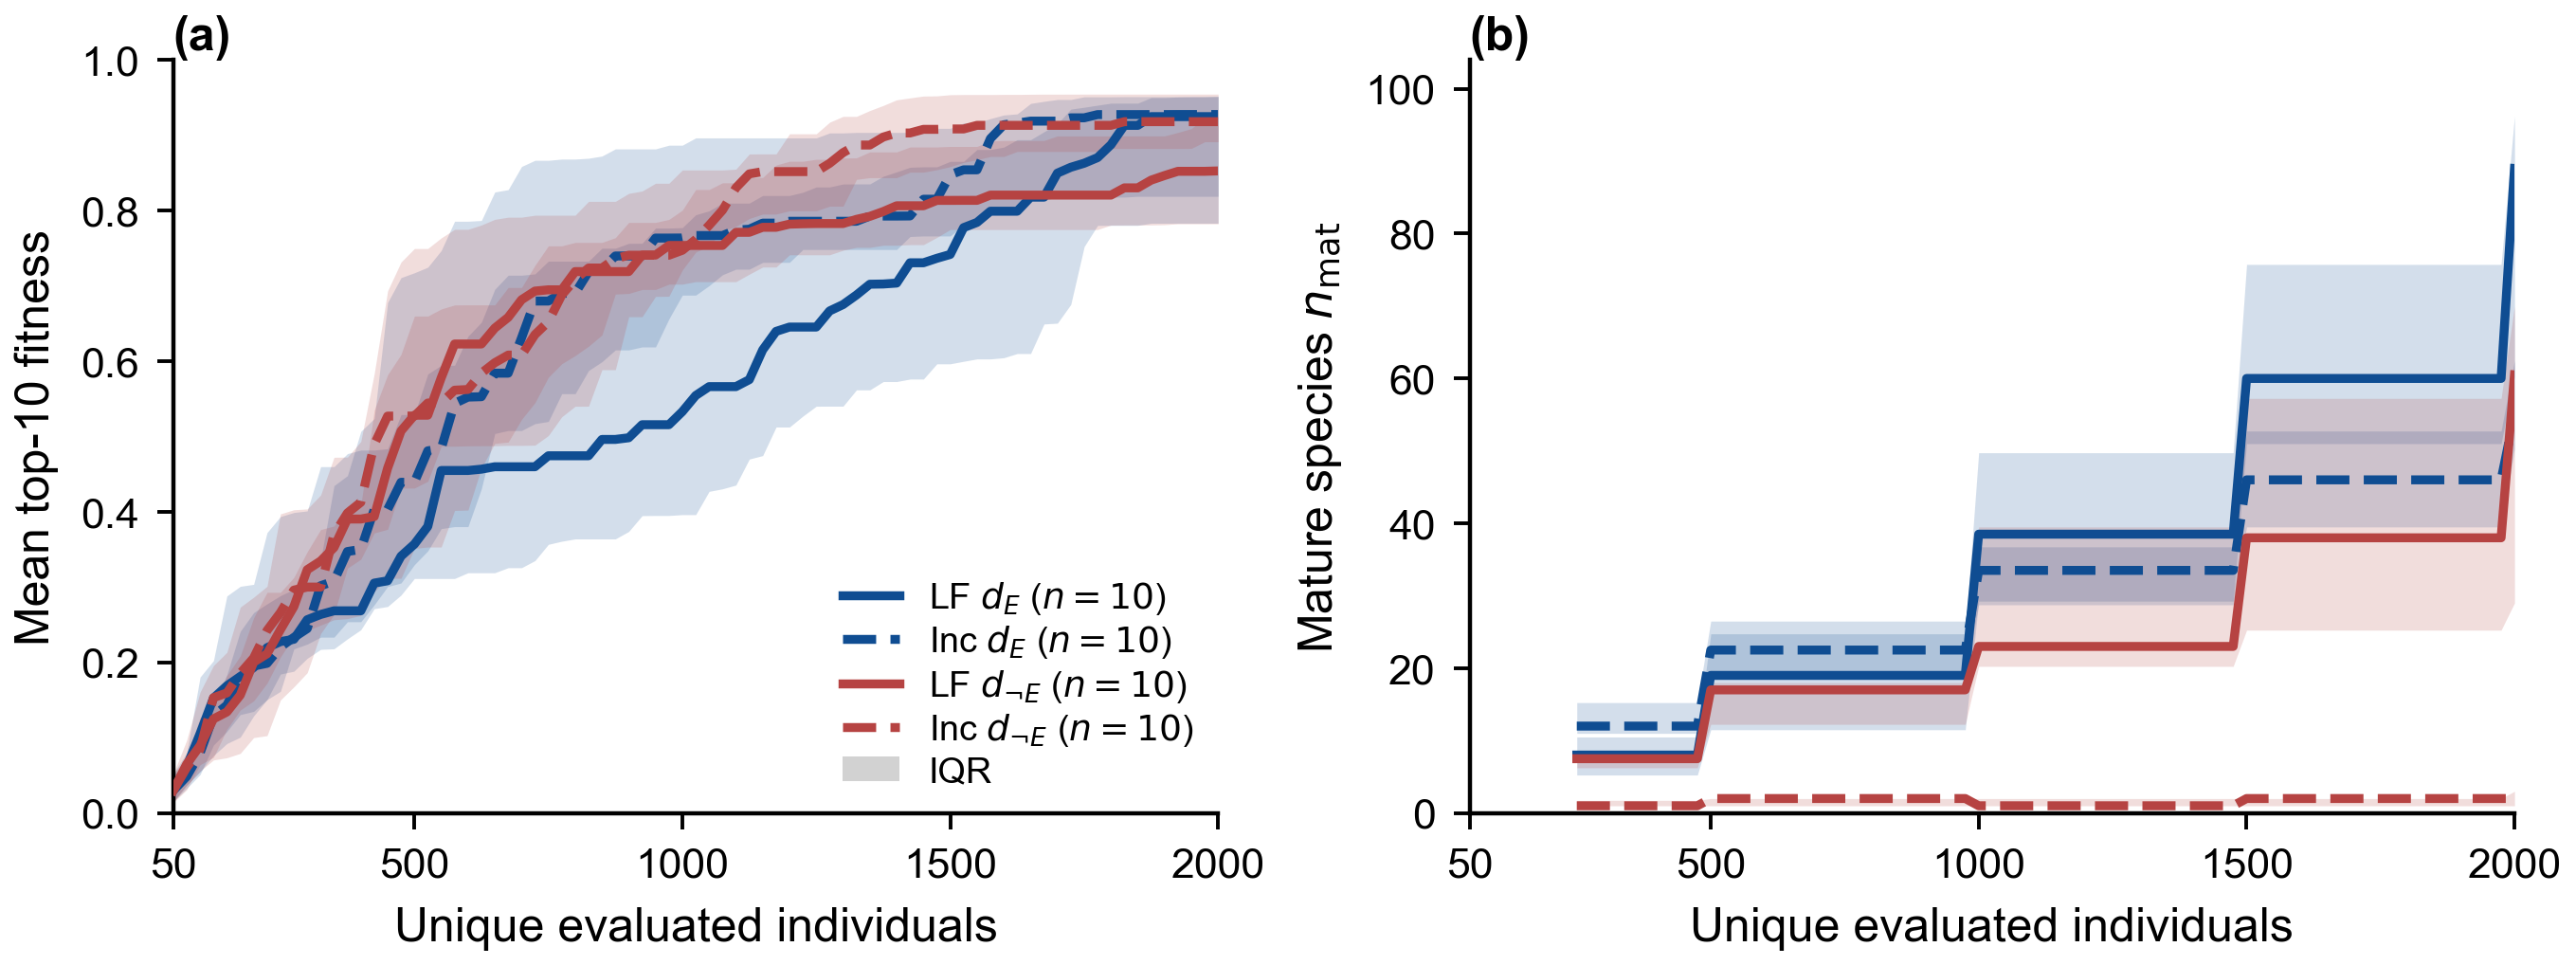 (a)
1.0
0.8
0.6
0.4
0.2
0.0
Mean top-10 fitness
50 500 1000 1500 2000
Unique evaluated individuals
LF d_E (n = 10)
Inc d_E (n = 10)
LF d_¬E (n = 10)
Inc d_¬E (n = 10)
IQR
(b)
100
80
60
40
20
0
Mature species n_mat
50 500 1000 1500 2000
Unique evaluated individuals